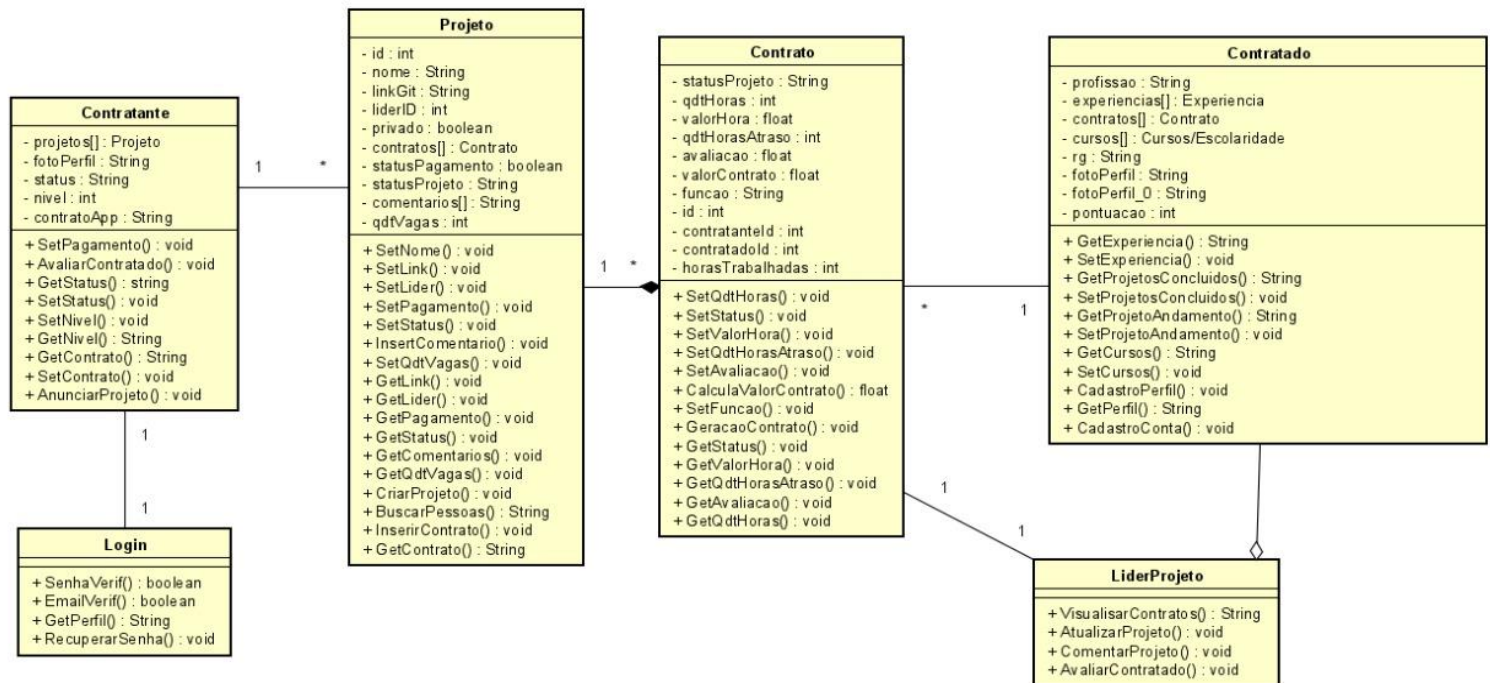 Contratante
- projetos[] : Projeto
- fotoPerfil : String
- status : String
- nivel : int
- contratoApp : String
+ SetPagamento() : void
+ AvaliarContratado() : void
+ GetStatus() : string
+ SetStatus() : void
+ SetNivel() : void
+ GetNivel() : String
+ GetContrato() : String
+ SetContrato() : void
+ AnunciarProjeto() : void
1
*
1
1
Login
+ SenhaVerif() : boolean
+ EmailVerif() : boolean
+ GetPerfil() : String
+ RecuperarSenha() : void
Projeto
- id : int
- nome : String
- linkGit : String
- liderID : int
- privado : boolean
- contratos[] : Contrato
- statusPagamento : boolean
- statusProjeto : String
- comentarios[] : String
- qdtVagas : int
+ SetNome() : void
+ SetLink() : void
+ SetLider() : void
+ SetPagamento() : void
+ SetStatus() : void
+ InsertComentario() : void
+ SetQdtVagas() : void
+ GetLink() : void
+ GetLider() : void
+ GetPagamento() : void
+ GetStatus() : void
+ GetComentarios() : void
+ GetQdtVagas() : void
+ CriarProjeto() : void
+ BuscarPessoas() : String
+ InserirContrato() : void
+ GetContrato() : String
1
*
Contrato
- statusProjeto : String
- qdtHoras : int
- valorHora : float
- qdtHorasAtraso : int
- avaliacao : float
- valorContrato : float
- funcao : String
- id : int
- contratanteId : int
- contratadoId : int
- horasTrabalhadas : int
+ SetQdtHoras() : void
+ SetStatus() : void
+ SetValorHora() : void
+ SetQdtHorasAtraso() : void
+ SetAvaliacao() : void
+ CalculaValorContrato() : float
+ SetFuncao() : void
+ GeracaoContrato() : void
+ GetStatus() : void
+ GetValorHora() : void
+ GetQdtHorasAtraso() : void
+ GetAvaliacao() : void
+ GetQdtHoras() : void
*
1
1
1
Contratado
- profissao : String
- experiencias[] : Experiencia
- contratos[] : Contrato
- cursos[] : Cursos/Escolaridade
- rg : String
- fotoPerfil : String
- fotoPerfil_0 : String
- pontuacao : int
+ GetExperiencia() : String
+ SetExperiencia() : void
+ GetProjetosConcluidos() : String
+ SetProjetosConcluidos() : void
+ GetProjetoAndamento() : String
+ SetProjetoAndamento() : void
+ GetCursos() : String
+ SetCursos() : void
+ CadastroPerfil() : void
+ GetPerfil() : String
+ CadastroConta() : void
LiderProjeto
+ VisualisarContratos() : String
+ AtualizarProjeto() : void
+ ComentarProjeto() : void
+ AvaliarContratado() : void